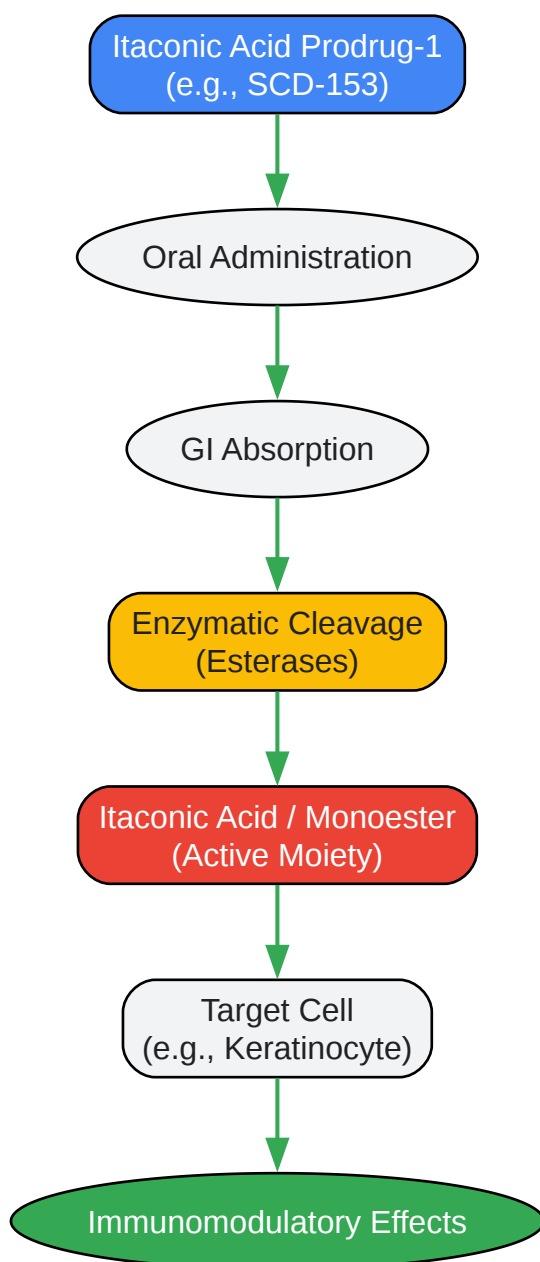 Itaconic Acid Prodrug-1
(e.g., SCD-153)
Oral Administration
GI Absorption
Enzymatic Cleavage
(Esterases)
Itaconic Acid / Monoester
(Active Moiety)
Target Cell
(e.g., Keratinocyte)
Immunomodulatory Effects